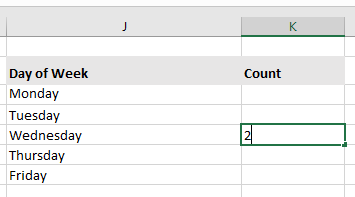 J K
Day of Week Count
Monday
Tuesday
Wednesday 2
Thursday
Friday